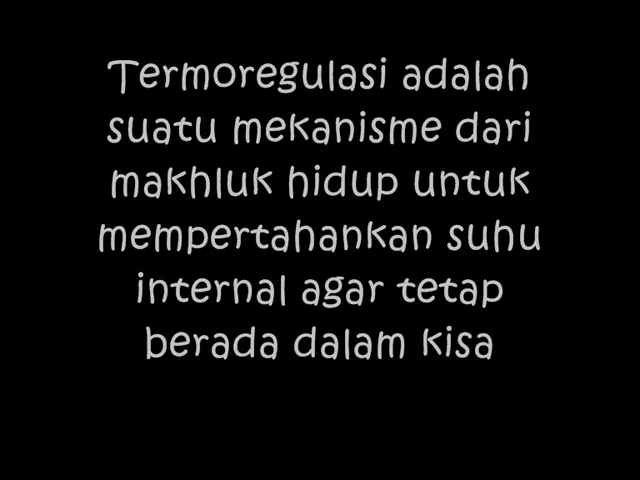 Termoregulasi adalah
suatu mekanisme dari
makhluk hidup untuk
mempertahankan suhu
internal agar tetap
berada dalam kisa